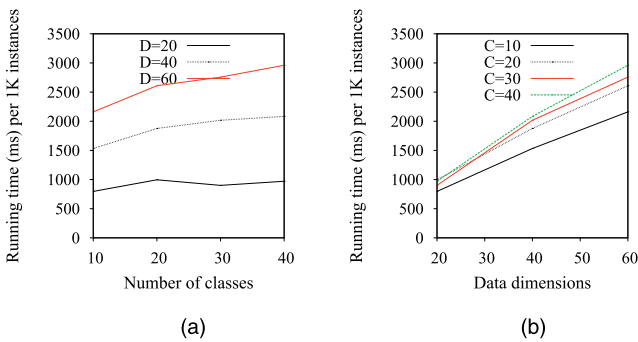 3500
3000
2500
2000
1500
1000
500
0
10 20 30 40
Running time (ms) per 1K instances
Number of classes
D=20
D=40
D=60
(a)
3500
3000
2500
2000
1500
1000
500
0
20 30 40 50 60
Running time (ms) per 1K instances
Data dimensions
C=10
C=20
C=30
C=40
(b)